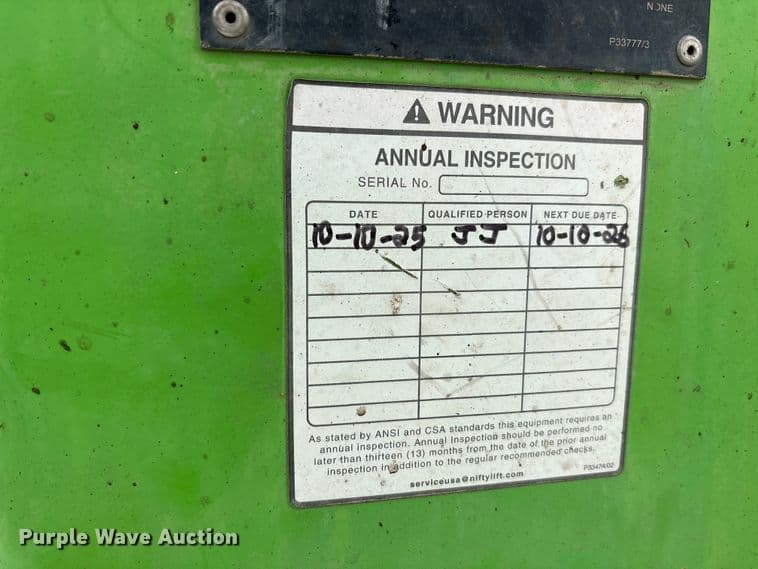 NONE
P33777/3
WARNING
ANNUAL INSPECTION
SERIAL No.
DATE QUALIFIED PERSON NEXT DUE DATE
10-10-25 JJ 10-10-26
As stated by ANSI and CSA standards this equipment requires an
annual inspection. Annual Inspection should be performed no
later than thirteen (13) months from the date of the prior annual
inspection in addition to the regular recommended checks.
P33474/02
serviceusa@niftylift.com
Purple Wave Auction